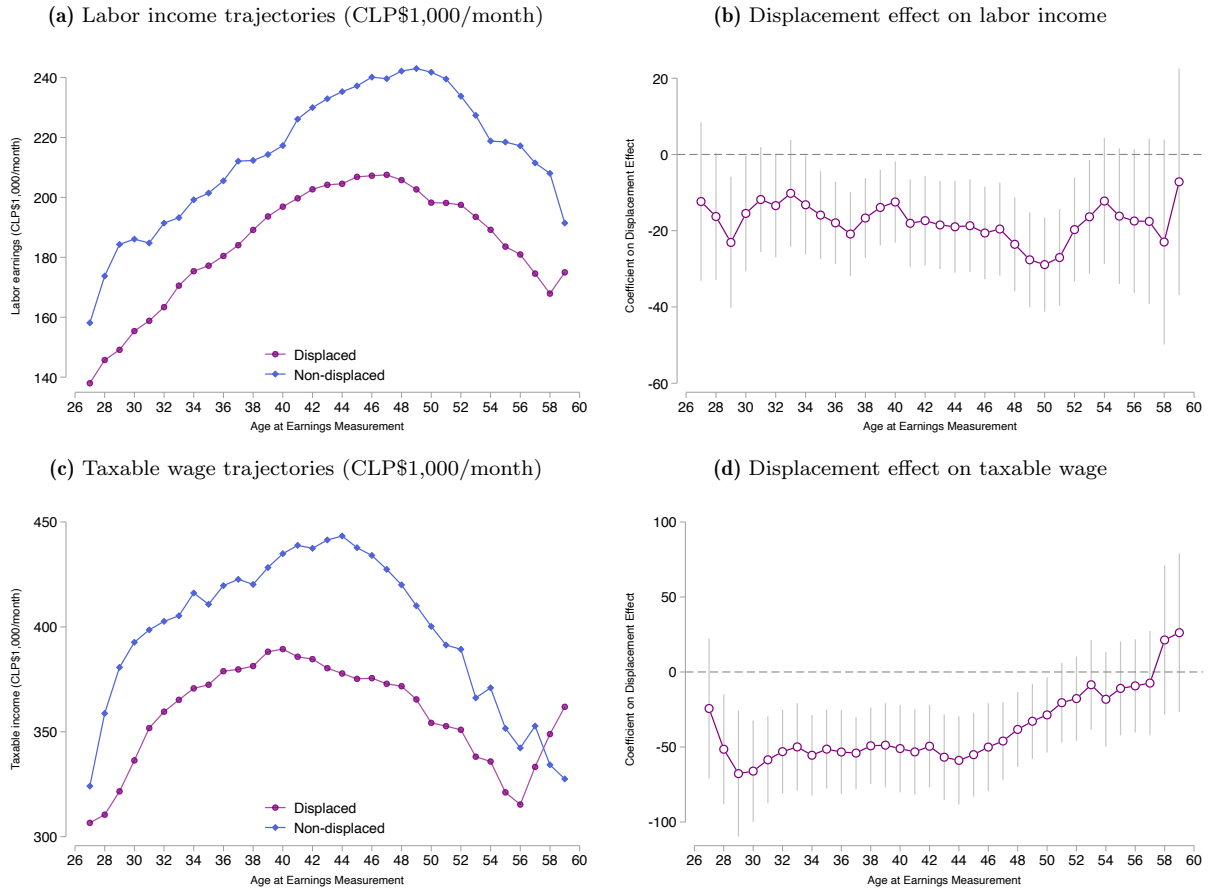 (a) Labor income trajectories (CLP$1,000/month)
Labor earnings (CLP$1,000/month)
240
220
200
180
160
140
Displaced
Non-displaced
26 28 30 32 34 36 38 40 42 44 46 48 50 52 54 56 58 60
Age at Earnings Measurement
(b) Displacement effect on labor income
Coefficient on Displacement Effect
20
0
-20
-40
-60
26 28 30 32 34 36 38 40 42 44 46 48 50 52 54 56 58 60
Age at Earnings Measurement
(c) Taxable wage trajectories (CLP$1,000/month)
Taxable income (CLP$1,000/month)
450
400
350
300
Displaced
Non-displaced
26 28 30 32 34 36 38 40 42 44 46 48 50 52 54 56 58 60
Age at Earnings Measurement
(d) Displacement effect on taxable wage
Coefficient on Displacement Effect
100
50
0
-50
-100
26 28 30 32 34 36 38 40 42 44 46 48 50 52 54 56 58 60
Age at Earnings Measurement